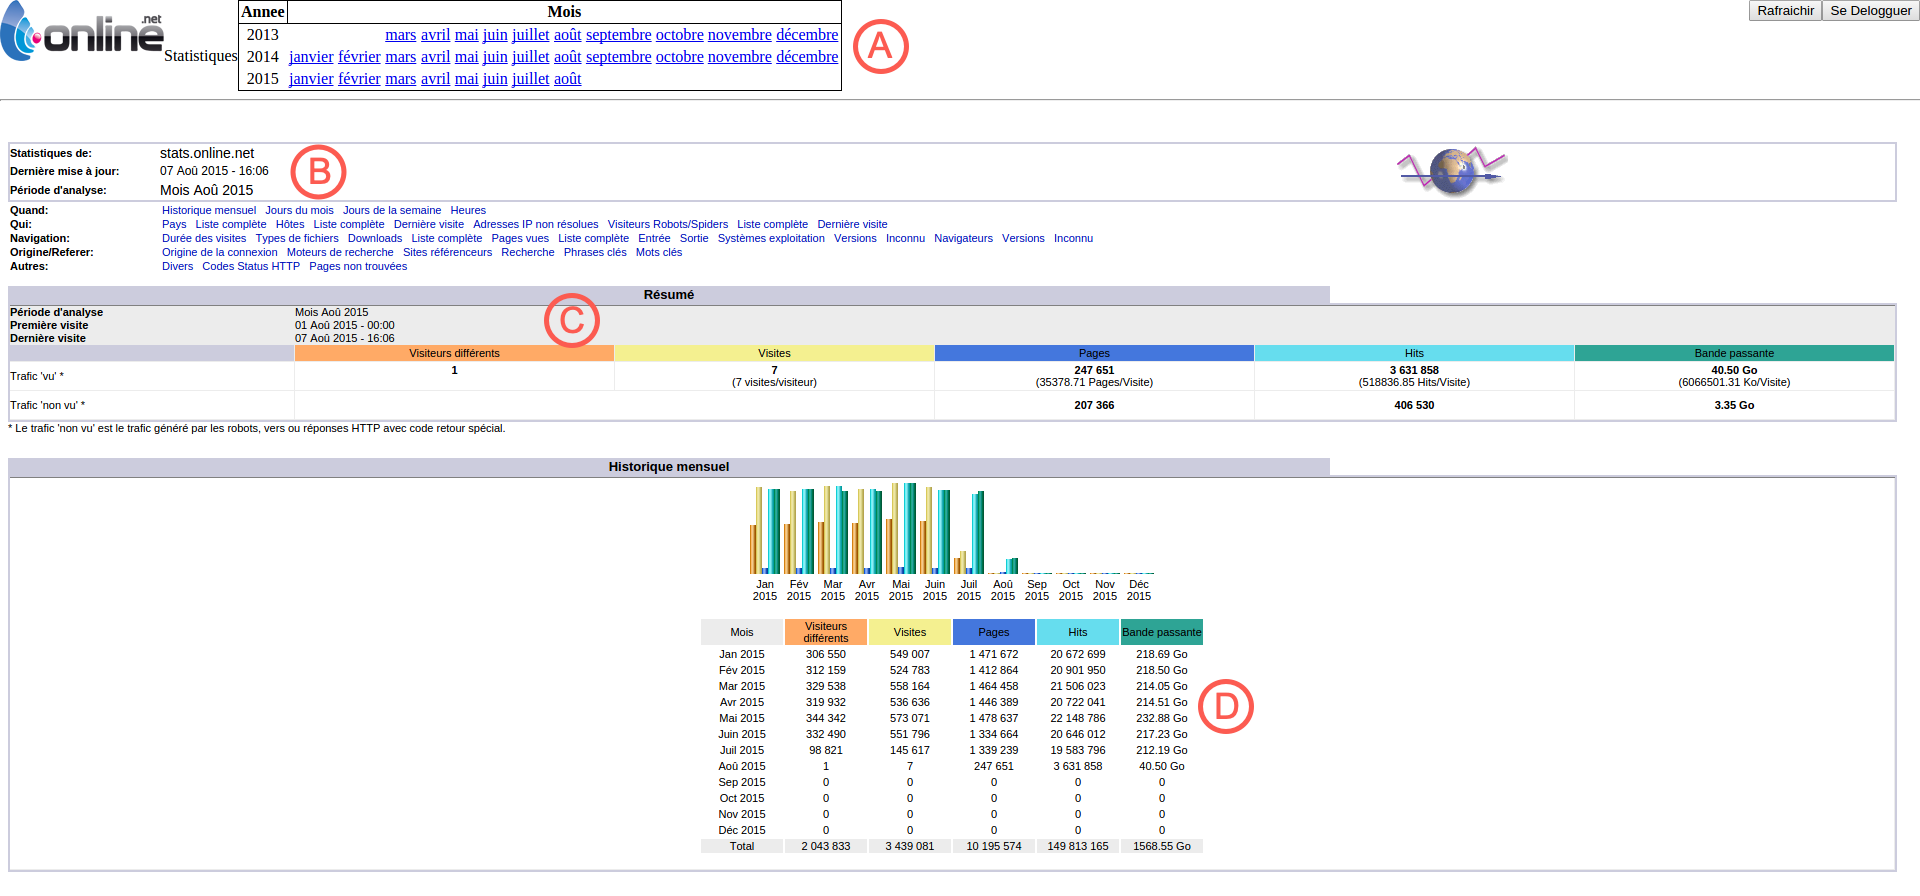 online.net
Statistiques
Annee Mois
2013 mars avril mai juin juillet août septembre octobre novembre décembre
2014 janvier février mars avril mai juin juillet août septembre octobre novembre décembre
2015 janvier février mars avril mai juin juillet août
A
Rafraichir Se Delogguer
Statistiques de: stats.online.net
Dernière mise à jour: 07 Aoû 2015 - 16:06
Période d'analyse: Mois Aoû 2015
B
Quand: Historique mensuel Jours du mois Jours de la semaine Heures
Qui: Pays Liste complète Hôtes Liste complète Dernière visite Adresses IP non résolues Visiteurs Robots/Spiders Liste complète Dernière visite
Navigation: Durée des visites Types de fichiers Downloads Liste complète Pages vues Liste complète Entrée Sortie Systèmes exploitation Versions Inconnu Navigateurs Versions Inconnu
Origine/Referer: Origine de la connexion Moteurs de recherche Sites référenceurs Recherche Phrases clés Mots clés
Autres: Divers Codes Status HTTP Pages non trouvées
Résumé
Période d'analyse Mois Aoû 2015
Première visite 01 Aoû 2015 - 00:00
Dernière visite 07 Aoû 2015 - 16:06
C
Visiteurs différents Visites Pages Hits Bande passante
Trafic 'vu' * 1 7 247 651 3 631 858 40.50 Go
(7 visites/visiteur) (35378.71 Pages/Visite) (518836.85 Hits/Visite) (6066501.31 Ko/Visite)
Trafic 'non vu' * 207 366 406 530 3.35 Go
* Le trafic 'non vu' est le trafic généré par les robots, vers ou réponses HTTP avec code retour spécial.
Historique mensuel
Jan Fév Mar Avr Mai Juin Juil Aoû Sep Oct Nov Déc
2015 2015 2015 2015 2015 2015 2015 2015 2015 2015 2015 2015
Mois Visiteurs différents Visites Pages Hits Bande passante
Jan 2015 306 550 549 007 1 471 672 20 672 699 218.69 Go
Fév 2015 312 159 524 783 1 412 864 20 901 950 218.50 Go
Mar 2015 329 538 558 164 1 464 458 21 506 023 214.05 Go
Avr 2015 319 932 536 636 1 446 389 20 722 041 214.51 Go
Mai 2015 344 342 573 071 1 478 637 22 148 786 232.88 Go
Juin 2015 332 490 551 796 1 334 664 20 646 012 217.23 Go
Juil 2015 98 821 145 617 1 339 239 19 583 796 212.19 Go
Aoû 2015 1 7 247 651 3 631 858 40.50 Go
Sep 2015 0 0 0 0 0
Oct 2015 0 0 0 0 0
Nov 2015 0 0 0 0 0
Déc 2015 0 0 0 0 0
Total 2 043 833 3 439 081 10 195 574 149 813 165 1568.55 Go
D